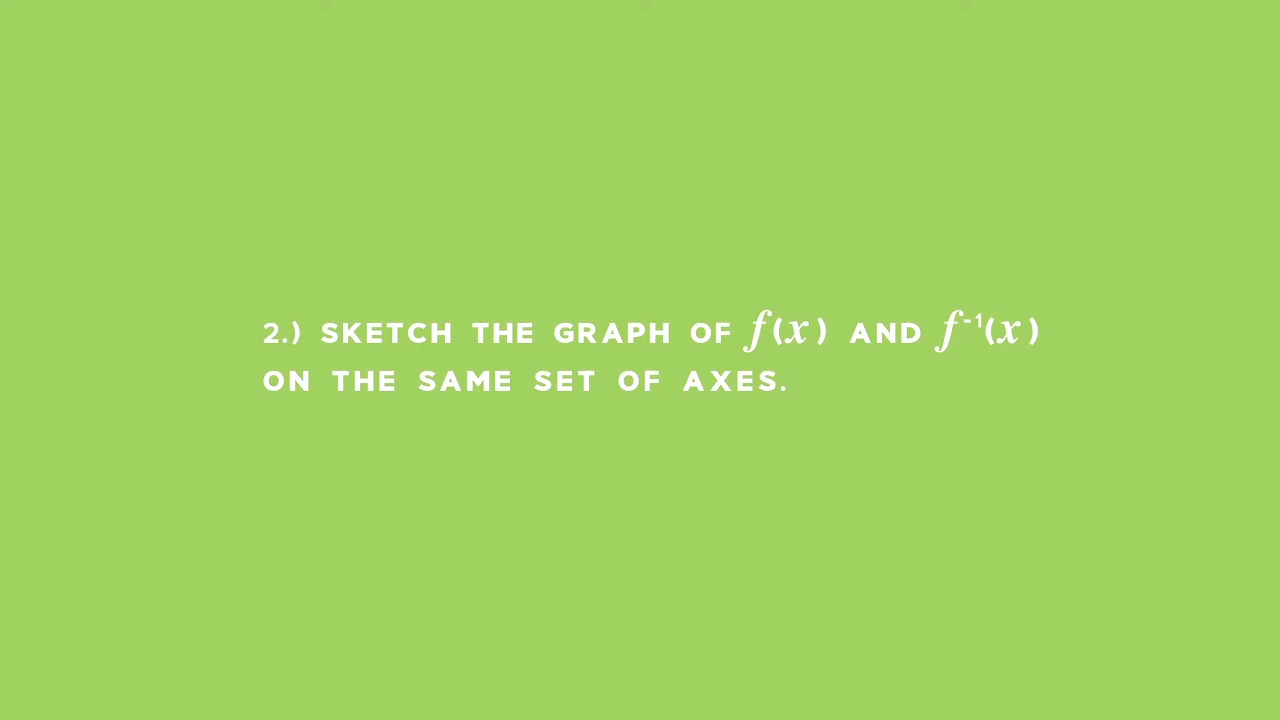 2.) SKETCH THE GRAPH OF f(x) AND f⁻¹(x)
ON THE SAME SET OF AXES.